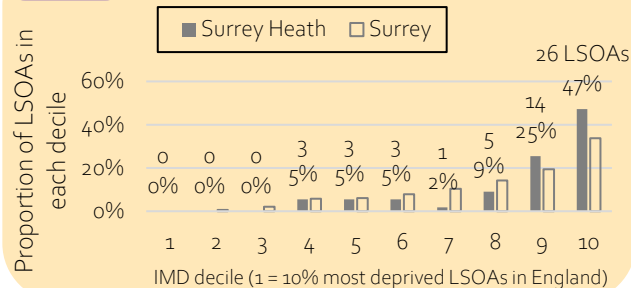 Surrey Heath Surrey
Proportion of LSOAs in
each decile
26 LSOAs
60%
40%
20%
0%
0 0 0 3 3 3 1 5 14
0% 0% 0% 5% 5% 5% 2% 9% 25% 47%
1 2 3 4 5 6 7 8 9 10
IMD decile (1 = 10% most deprived LSOAs in England)